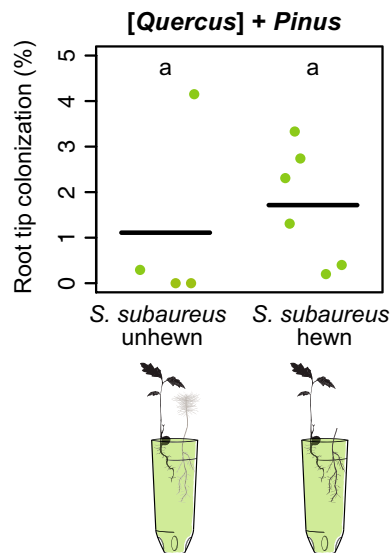 [Quercus] + Pinus
Root tip colonization (%)
5
4
3
2
1
0
a a
S. subaureus S. subaureus
unhewn hewn